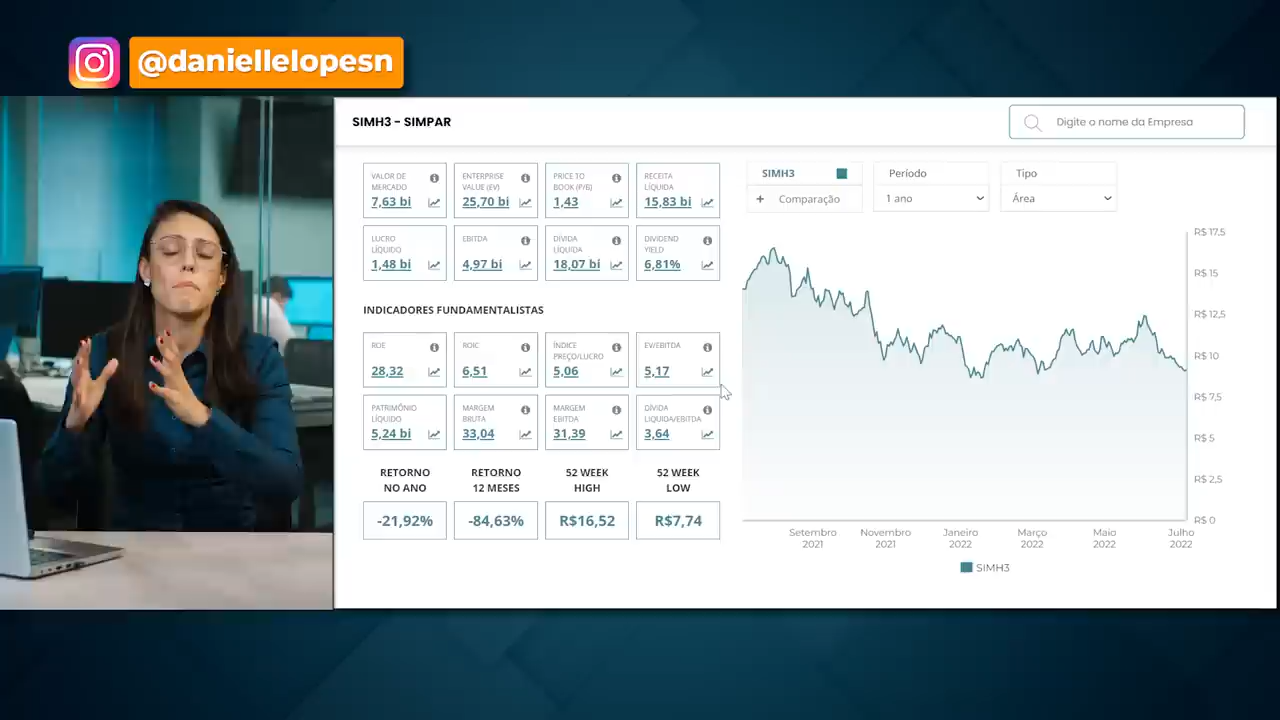 @daniellelopesn
SIMH3 - SIMPAR
Digite o nome da Empresa
VALOR DE
MERCADO
7,63 bi
ENTERPRISE
VALUE (EV)
25,70 bi
PRICE TO
BOOK (P/B)
1,43
RECEITA
LÍQUIDA
15,83 bi
LUCRO
LÍQUIDO
1,48 bi
EBITDA
4,97 bi
DIVIDA
LÍQUIDA
18,07 bi
DIVIDEND
YIELD
6,81%
INDICADORES FUNDAMENTALISTAS
ROE
28,32
ROIC
6,51
ÍNDICE
PREÇO/LUCRO
5,06
EV/EBITDA
5,17
PATRIMÔNIO
LÍQUIDO
5,24 bi
MARGEM
BRUTA
33,04
MARGEM
EBITDA
31,39
DÍVIDA
LIQUIDA/EBITDA
3,64
RETORNO
NO ANO
-21,92%
RETORNO
12 MESES
-84,63%
52 WEEK
HIGH
R$16,52
52 WEEK
LOW
R$7,74
SIMH3
+ Comparação
Período
1 ano
Tipo
Área
R$ 17,5
R$ 15
R$ 12,5
R$ 10
R$ 7,5
R$ 5
R$ 2,5
R$ 0
Setembro
2021
Novembro
2021
Janeiro
2022
Março
2022
Maio
2022
Julho
2022
SIMH3